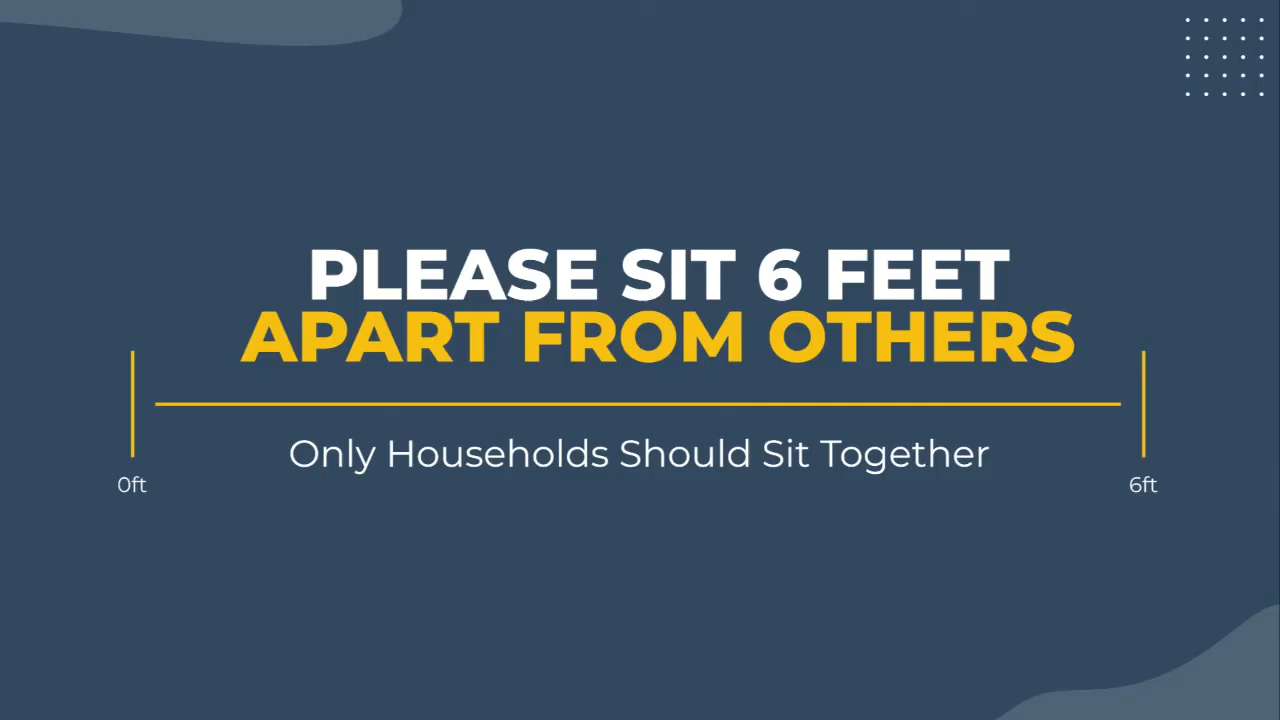 PLEASE SIT 6 FEET
APART FROM OTHERS
Only Households Should Sit Together
0ft
6ft